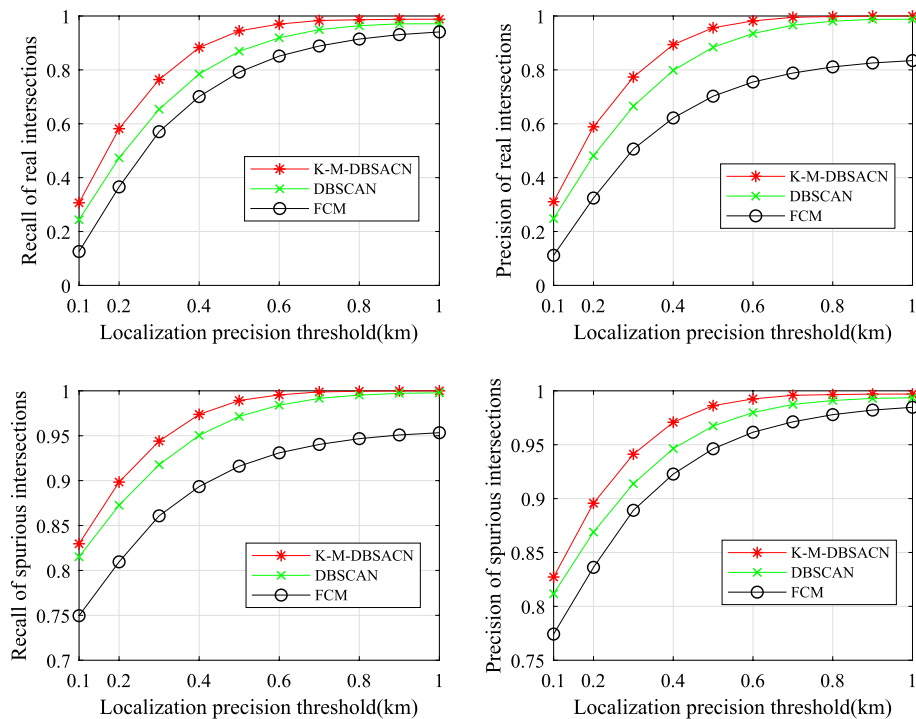 1
0.8
0.6
0.4
0.2
0
Recall of real intersections
K-M-DBSACN
DBSCAN
FCM
0.1 0.2 0.4 0.6 0.8 1
Localization precision threshold(km)
1
0.8
0.6
0.4
0.2
0
Precision of real intersections
K-M-DBSACN
DBSCAN
FCM
0.1 0.2 0.4 0.6 0.8 1
Localization precision threshold(km)
1
0.95
0.9
0.85
0.8
0.75
0.7
Recall of spurious intersections
K-M-DBSACN
DBSCAN
FCM
0.1 0.2 0.4 0.6 0.8 1
Localization precision threshold(km)
1
0.95
0.9
0.85
0.8
0.75
Precision of spurious intersections
K-M-DBSACN
DBSCAN
FCM
0.1 0.2 0.4 0.6 0.8 1
Localization precision threshold(km)